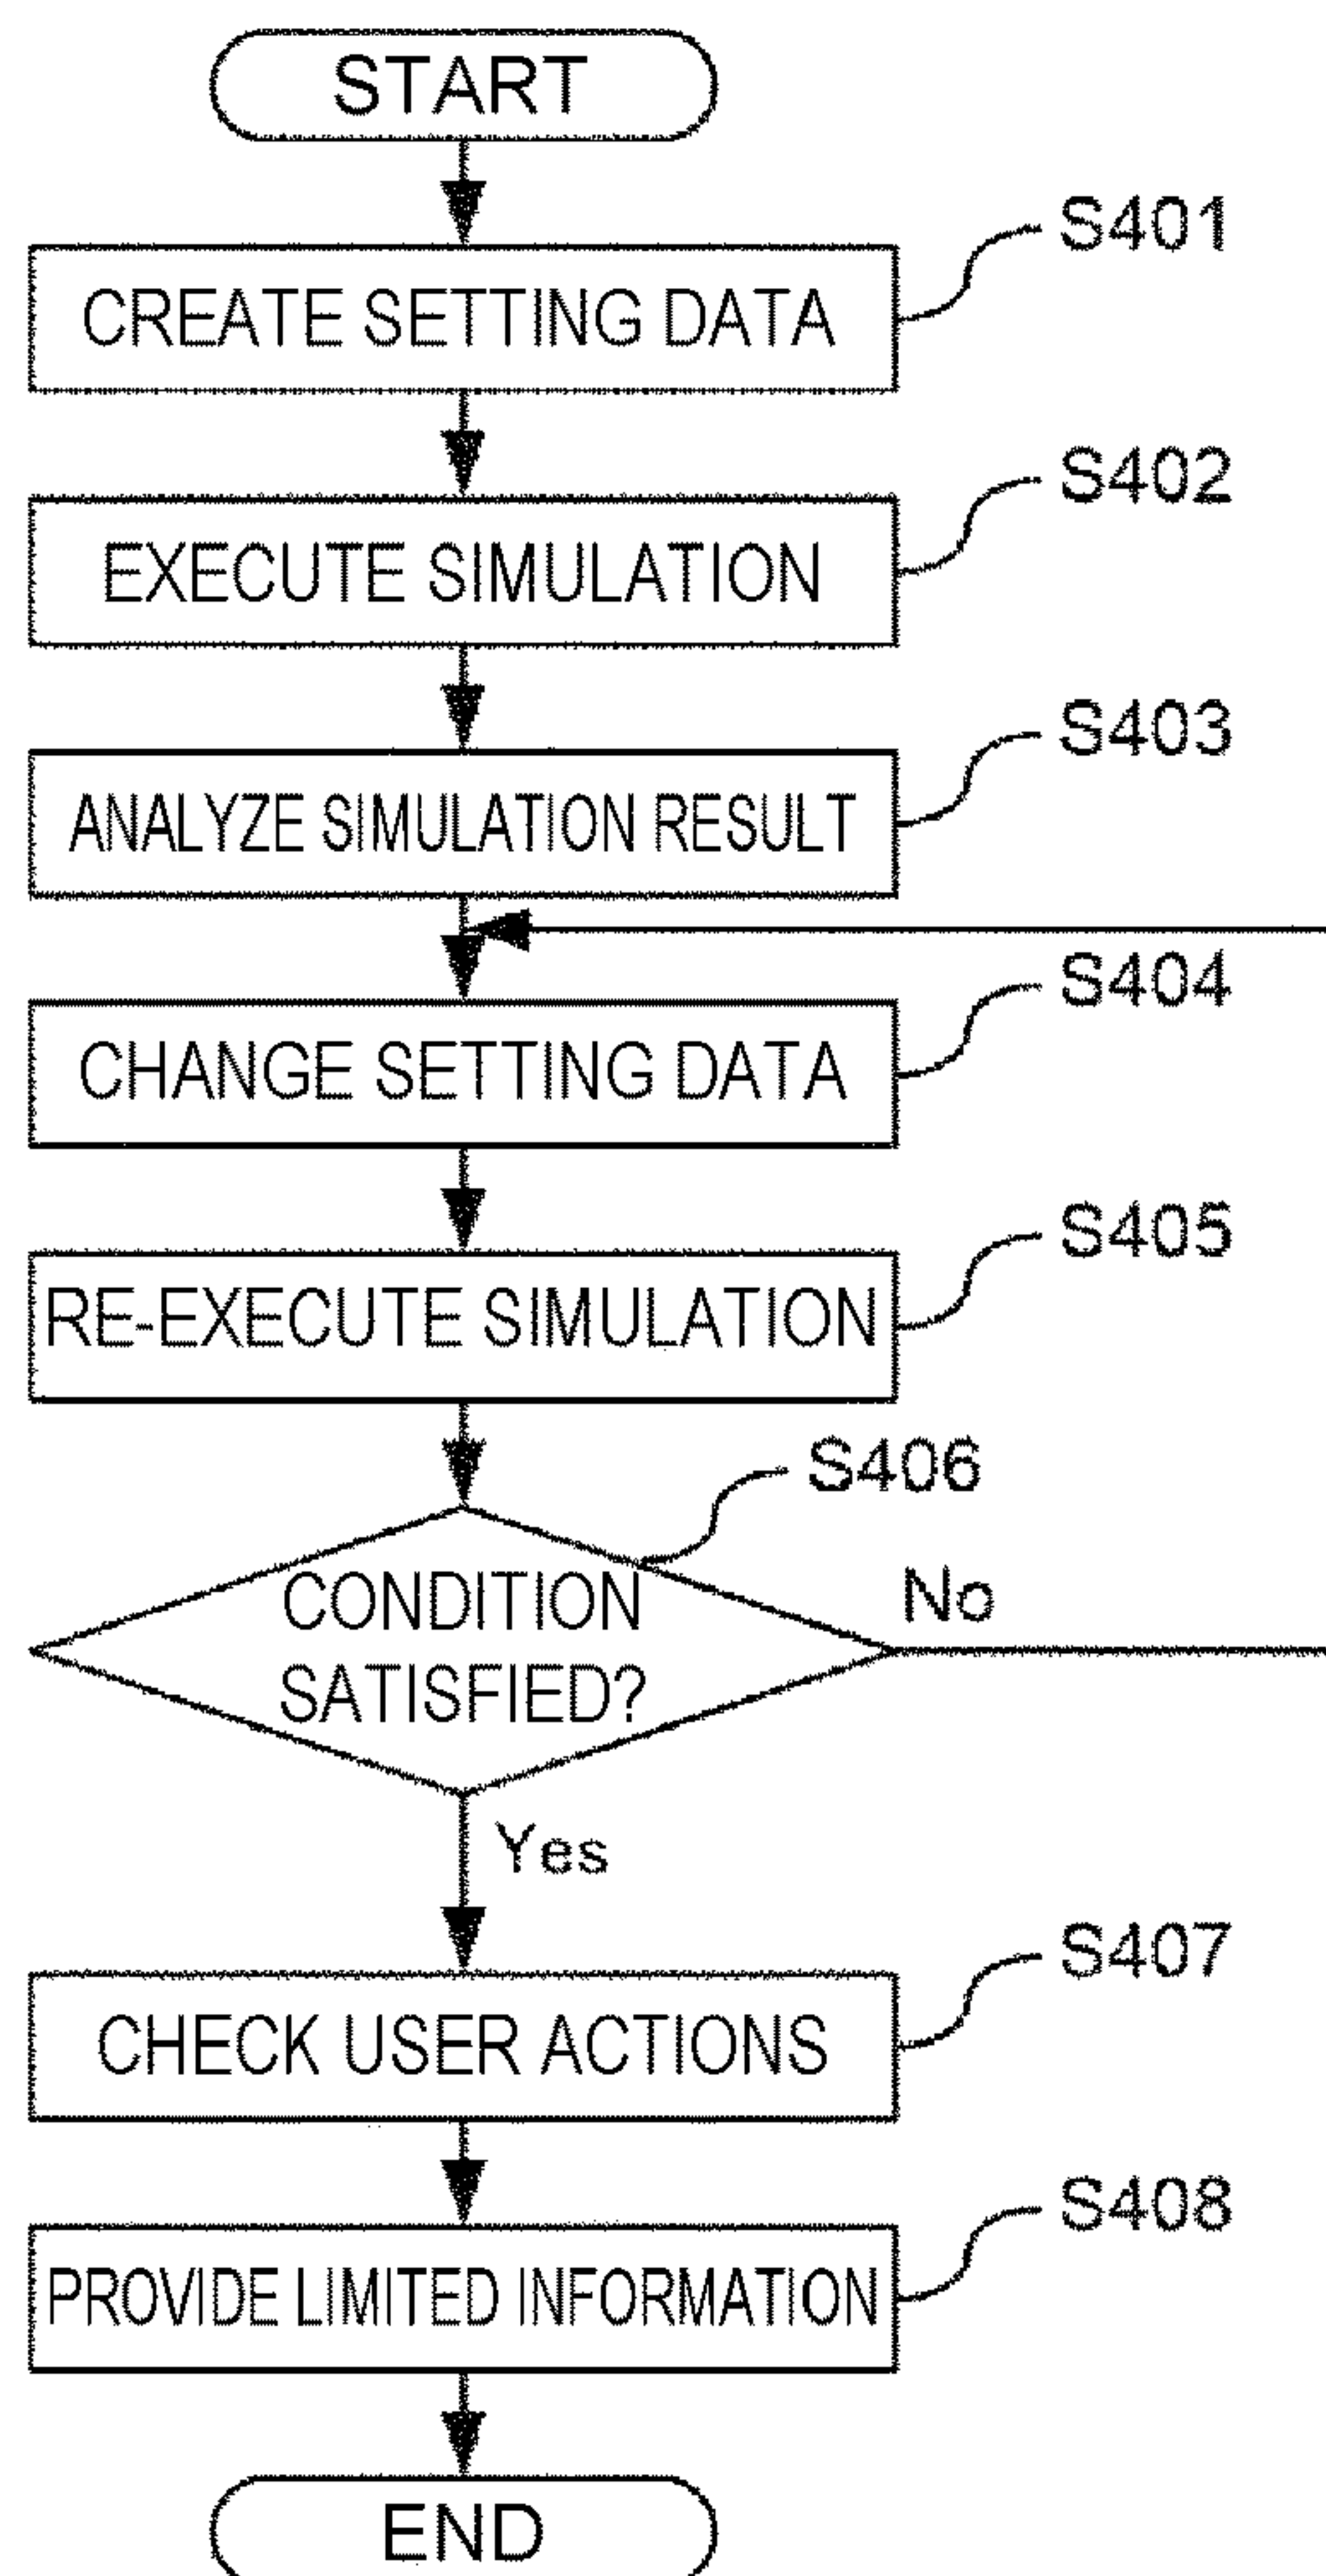 START
S401
CREATE SETTING DATA
S402
EXECUTE SIMULATION
S403
ANALYZE SIMULATION RESULT
S404
CHANGE SETTING DATA
S405
RE-EXECUTE SIMULATION
S406
CONDITION
SATISFIED?
No
Yes
S407
CHECK USER ACTIONS
S408
PROVIDE LIMITED INFORMATION
END